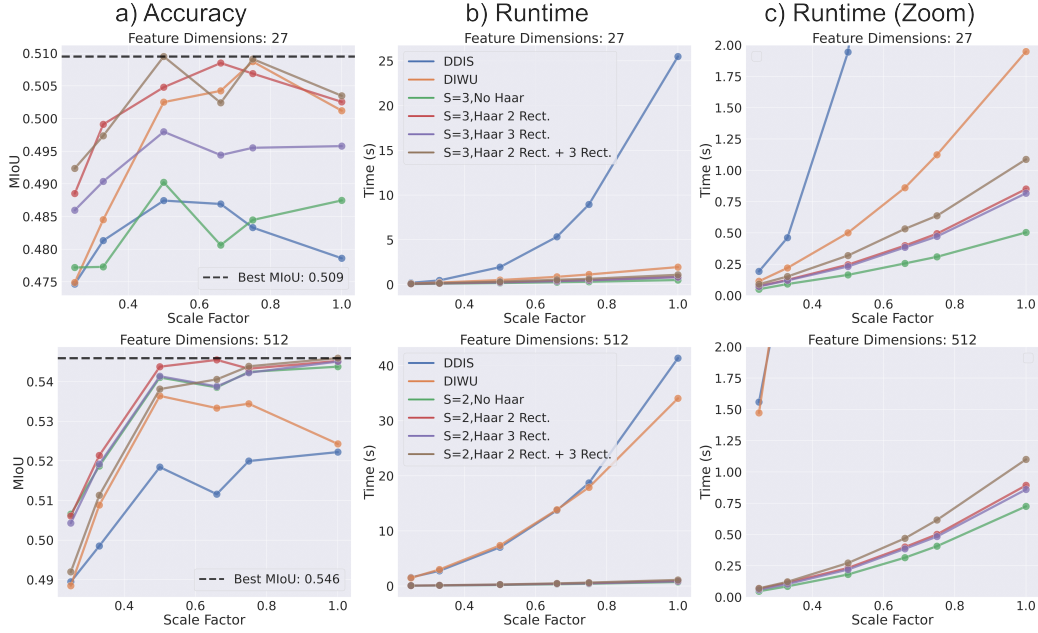 a) Accuracy
b) Runtime
c) Runtime (Zoom)
Feature Dimensions: 27
Feature Dimensions: 27
Feature Dimensions: 27
MIoU
0.510
0.505
0.500
0.495
0.490
0.485
0.480
0.475
Best MIoU: 0.509
0.4
0.6
0.8
1.0
Scale Factor
Time (s)
25
20
15
10
5
0
DDIS
DIWU
S=3,No Haar
S=3,Haar 2 Rect.
S=3,Haar 3 Rect.
S=3,Haar 2 Rect. + 3 Rect.
0.4
0.6
0.8
1.0
Scale Factor
Time (s)
2.00
1.75
1.50
1.25
1.00
0.75
0.50
0.25
0.00
0.4
0.6
0.8
1.0
Scale Factor
Feature Dimensions: 512
Feature Dimensions: 512
Feature Dimensions: 512
MIoU
0.54
0.53
0.52
0.51
0.50
0.49
Best MIoU: 0.546
0.4
0.6
0.8
1.0
Scale Factor
Time (s)
40
30
20
10
0
DDIS
DIWU
S=2,No Haar
S=2,Haar 2 Rect.
S=2,Haar 3 Rect.
S=2,Haar 2 Rect. + 3 Rect.
0.4
0.6
0.8
1.0
Scale Factor
Time (s)
2.00
1.75
1.50
1.25
1.00
0.75
0.50
0.25
0.00
0.4
0.6
0.8
1.0
Scale Factor